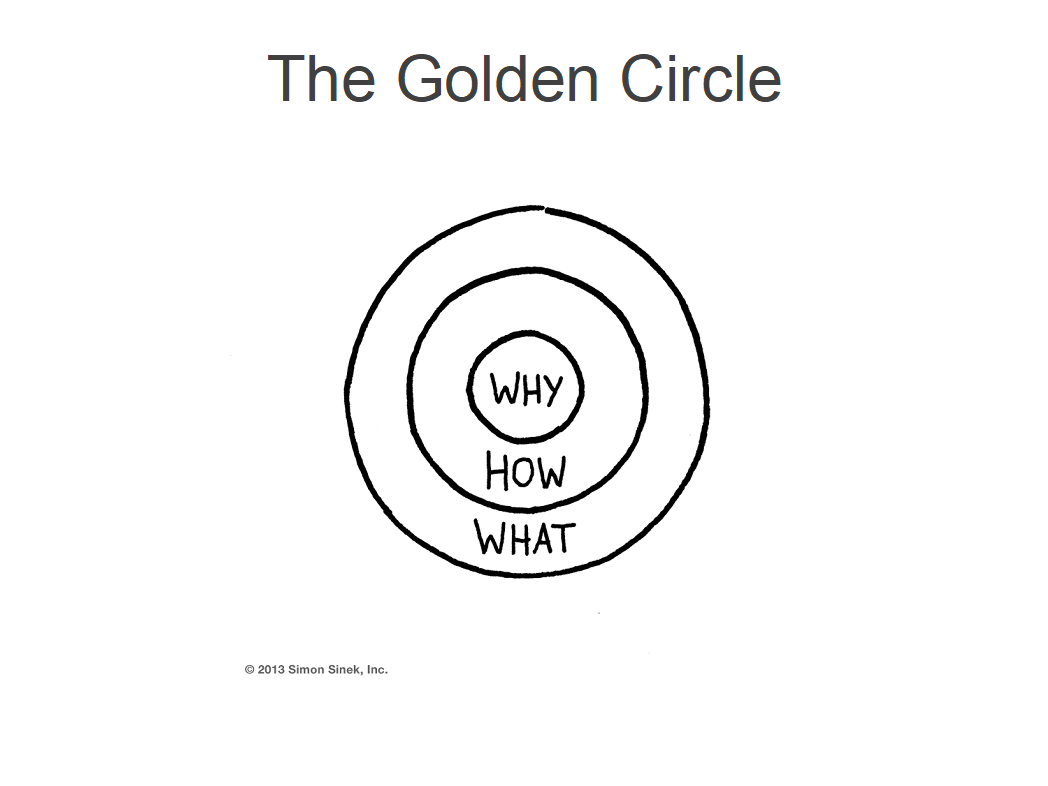 The Golden Circle
WHY
HOW
WHAT
© 2013 Simon Sinek, Inc.